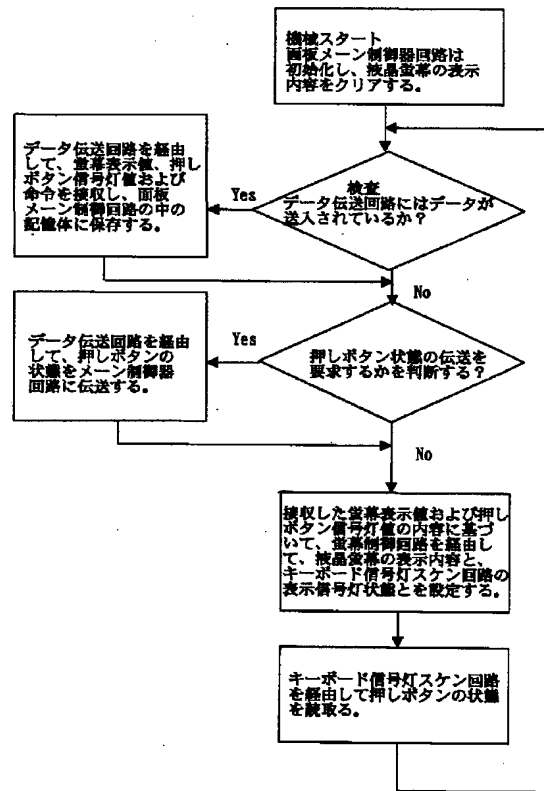 機械スタート
面板メーン制御器回路は
初始化し、液晶螢幕の表示
内容をクリアする。
データ伝送回路を経由
して、螢幕表示値、押し
ボタン信号灯値および
命令を接収し、面板
メーン制御回路の中の
記憶体に保存する。
Yes
検査
データ伝送回路にはデータが
送入されているか？
No
データ伝送回路を経由
して、押しボタンの
状態をメーン制御器
回路に伝送する。
Yes
押しボタン状態の伝送を
要求するかを判断する？
No
接収した螢幕表示値および押し
ボタン信号灯値の内容に基づ
いて、螢幕制御回路を経由し
て、液晶螢幕の表示内容と、
キーボード信号灯スケン回路の
表示信号灯状態とを設定する。
キーボード信号灯スケン回路
を経由して押しボタンの状態
を読取る。